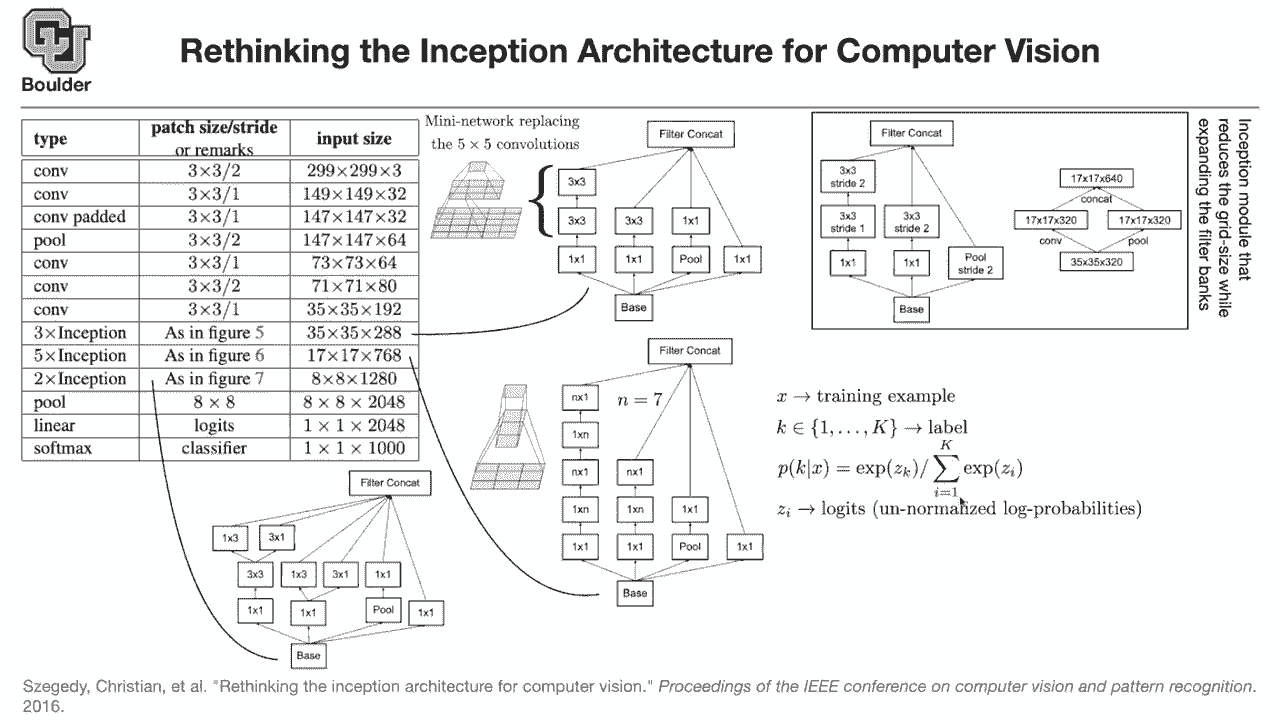 Boulder
Rethinking the Inception Architecture for Computer Vision
type patch size/stride or remarks input size
conv 3×3/2 299×299×3
conv 3×3/1 149×149×32
conv padded 3×3/1 147×147×32
pool 3×3/2 147×147×64
conv 3×3/1 73×73×64
conv 3×3/2 71×71×80
conv 3×3/1 35×35×192
3×Inception As in figure 5 35×35×288
5×Inception As in figure 6 17×17×768
2×Inception As in figure 7 8×8×1280
pool 8 × 8 8 × 8 × 2048
linear logits 1 × 1 × 2048
softmax classifier 1 × 1 × 1000
Mini-network replacing
the 5 × 5 convolutions
Filter Concat
3x3
3x3 3x3 1x1
1x1 1x1 Pool 1x1
Base
Filter Concat
3x3 stride 2
3x3 stride 1 3x3 stride 2
1x1 1x1 Pool stride 2
Base
17x17x640
concat
17x17x320 17x17x320
conv pool
35x35x320
Inception module that
reduces the grid-size while
expanding the filter banks
Filter Concat
nx1 n = 7
1xn
nx1 nx1
1xn 1xn 1x1
1x1 1x1 Pool 1x1
Base
x → training example
k ∈ {1, . . . , K} → label
p(k|x) = exp(z_k)/ ∑_{i=1}^{K} exp(z_i)
z_i → logits (un-normalized log-probabilities)
Filter Concat
1x3 3x1
3x3 1x3 3x1 1x1
1x1 1x1 Pool 1x1
Base
Szegedy, Christian, et al. "Rethinking the inception architecture for computer vision." Proceedings of the IEEE conference on computer vision and pattern recognition.
2016.